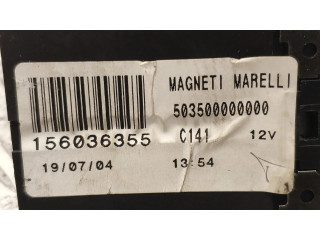 MAGNETI MARELLI
503500000000
156036355 C141 12V
19/07/04 13:54